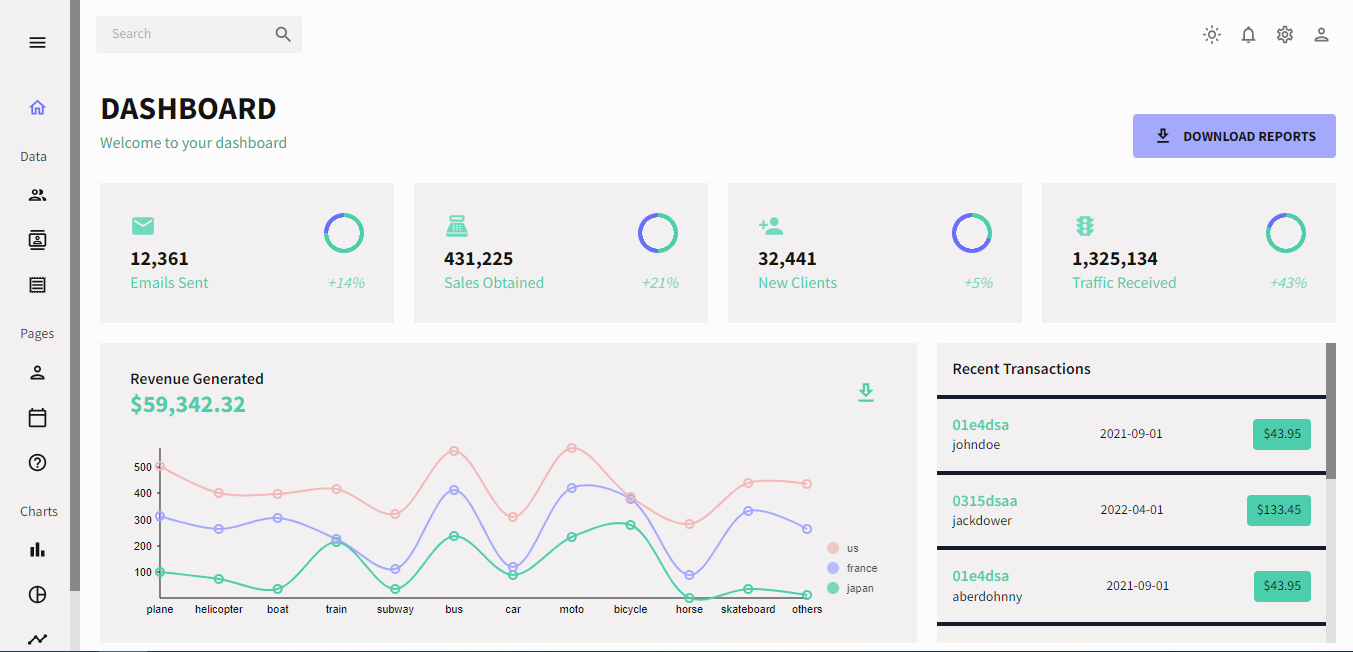 Search
DASHBOARD
Welcome to your dashboard
DOWNLOAD REPORTS
Data
Pages
Charts
12,361
Emails Sent
+14%
431,225
Sales Obtained
+21%
32,441
New Clients
+5%
1,325,134
Traffic Received
+43%
Revenue Generated
$59,342.32
500
400
300
200
100
plane helicopter boat train subway bus car moto bicycle horse skateboard others
us
france
japan
Recent Transactions
01e4dsa
johndoe
2021-09-01
$43.95
0315dsaa
jackdower
2022-04-01
$133.45
01e4dsa
aberdohnny
2021-09-01
$43.95